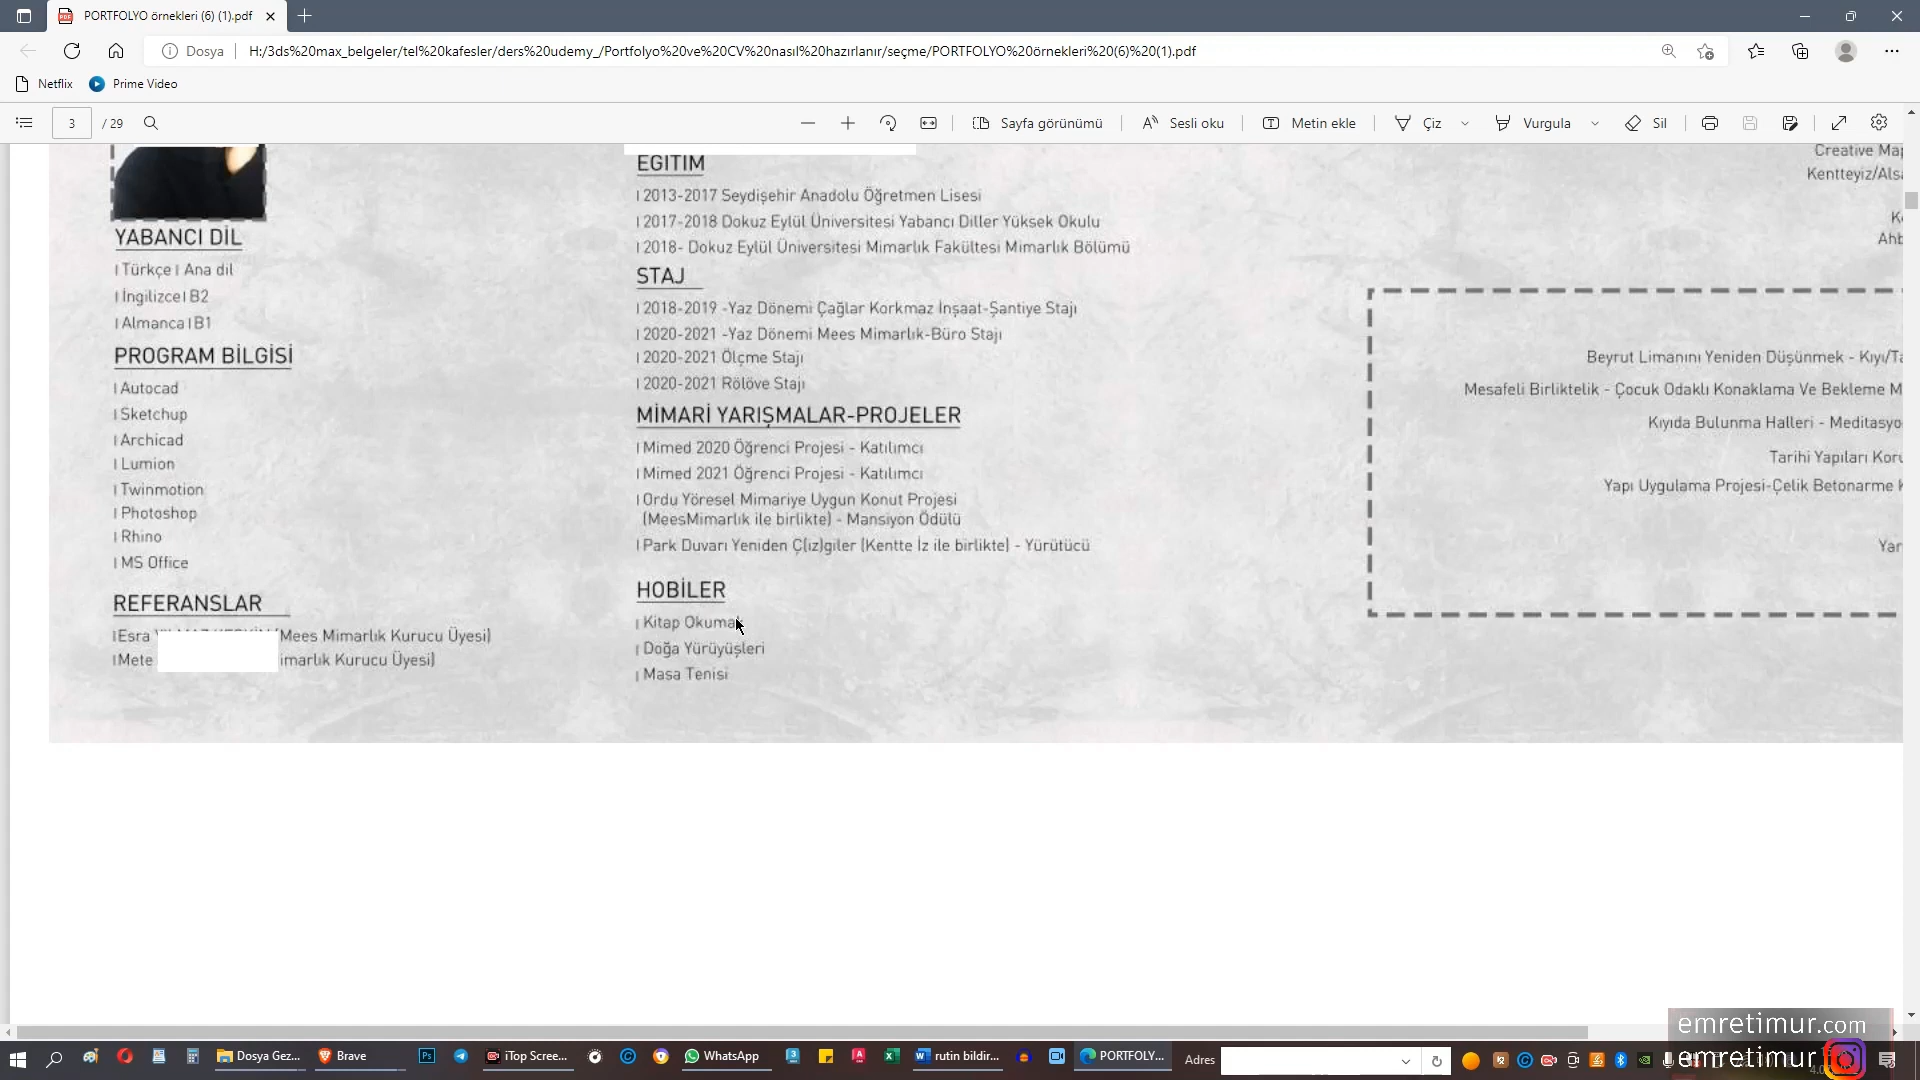 PORTFOLYO örnekleri (6) (1).pdf
Dosya
H:/3ds%20max_belgeler/tel%20kafesler/ders%20udemy_/Portfolyo%20ve%20CV%20nasıl%20hazırlanır/seçme/PORTFOLYO%20örnekleri%20(6)%20(1).pdf
Netflix
Prime Video
3 / 29
Sayfa görünümü
Sesli oku
Metin ekle
Çiz
Vurgula
Sil
YABANCI DİL
| Türkçe | Ana dil
| İngilizce | B2
| Almanca | B1
PROGRAM BİLGİSİ
| Autocad
| Sketchup
| Archicad
| Lumion
| Twinmotion
| Photoshop
| Rhino
| MS Office
REFERANSLAR
| Esra (Mees Mimarlık Kurucu Üyesi)
| Mete imarlık Kurucu Üyesi)
EĞİTİM
| 2013-2017 Seydişehir Anadolu Öğretmen Lisesi
| 2017-2018 Dokuz Eylül Üniversitesi Yabancı Diller Yüksek Okulu
| 2018- Dokuz Eylül Üniversitesi Mimarlık Fakültesi Mimarlık Bölümü
STAJ
| 2018-2019 -Yaz Dönemi Çağlar Korkmaz İnşaat-Şantiye Stajı
| 2020-2021 -Yaz Dönemi Mees Mimarlık-Büro Stajı
| 2020-2021 Ölçme Stajı
| 2020-2021 Rölöve Stajı
MİMARİ YARIŞMALAR-PROJELER
| Mimed 2020 Öğrenci Projesi - Katılımcı
| Mimed 2021 Öğrenci Projesi - Katılımcı
| Ordu Yöresel Mimariye Uygun Konut Projesi
(MeesMimarlık ile birlikte) - Mansiyon Ödülü
| Park Duvarı Yeniden Ç(iz)giler (Kentte İz ile birlikte) - Yürütücü
HOBİLER
| Kitap Okumak
| Doğa Yürüyüşleri
| Masa Tenisi
Creative Map
Kentteyiz/Alsa
Beyrut Limanını Yeniden Düşünmek - Kıyı/Ta
Mesafeli Birliktelik - Çocuk Odaklı Konaklama Ve Bekleme M
Kıyıda Bulunma Halleri - Meditasyo
Tarihi Yapıları Koru
Yapı Uygulama Projesi-Çelik Betonarme K
Yar
emretimur.com
emretimur
Dosya Gez...
Brave
iTop Scree...
WhatsApp
rutin bildir...
PORTFOLY...
Adres